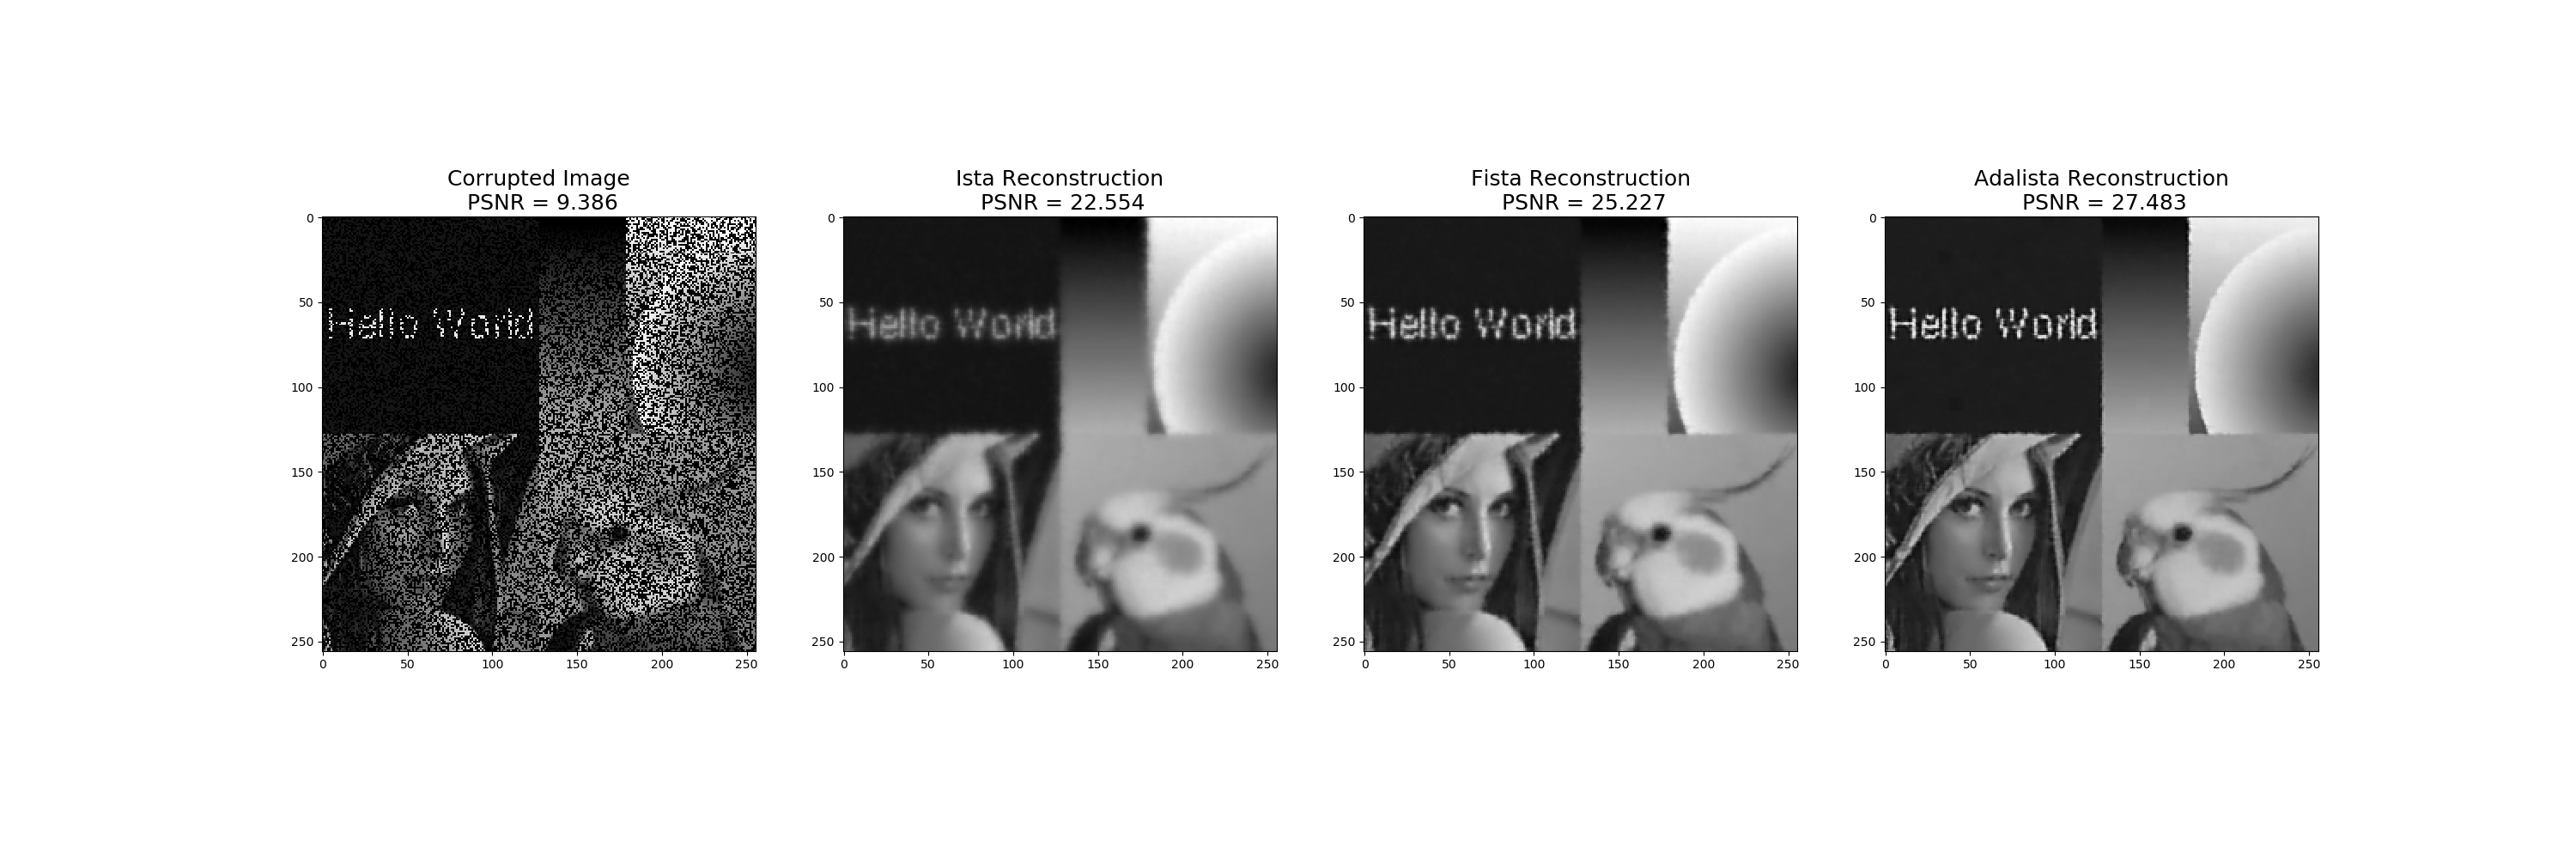 Corrupted Image
PSNR = 9.386
0
50
100
150
200
250
0 50 100 150 200 250
Hello World
Ista Reconstruction
PSNR = 22.554
0
50
100
150
200
250
0 50 100 150 200 250
Hello World
Fista Reconstruction
PSNR = 25.227
0
50
100
150
200
250
0 50 100 150 200 250
Hello World
Adalista Reconstruction
PSNR = 27.483
0
50
100
150
200
250
0 50 100 150 200 250
Hello World